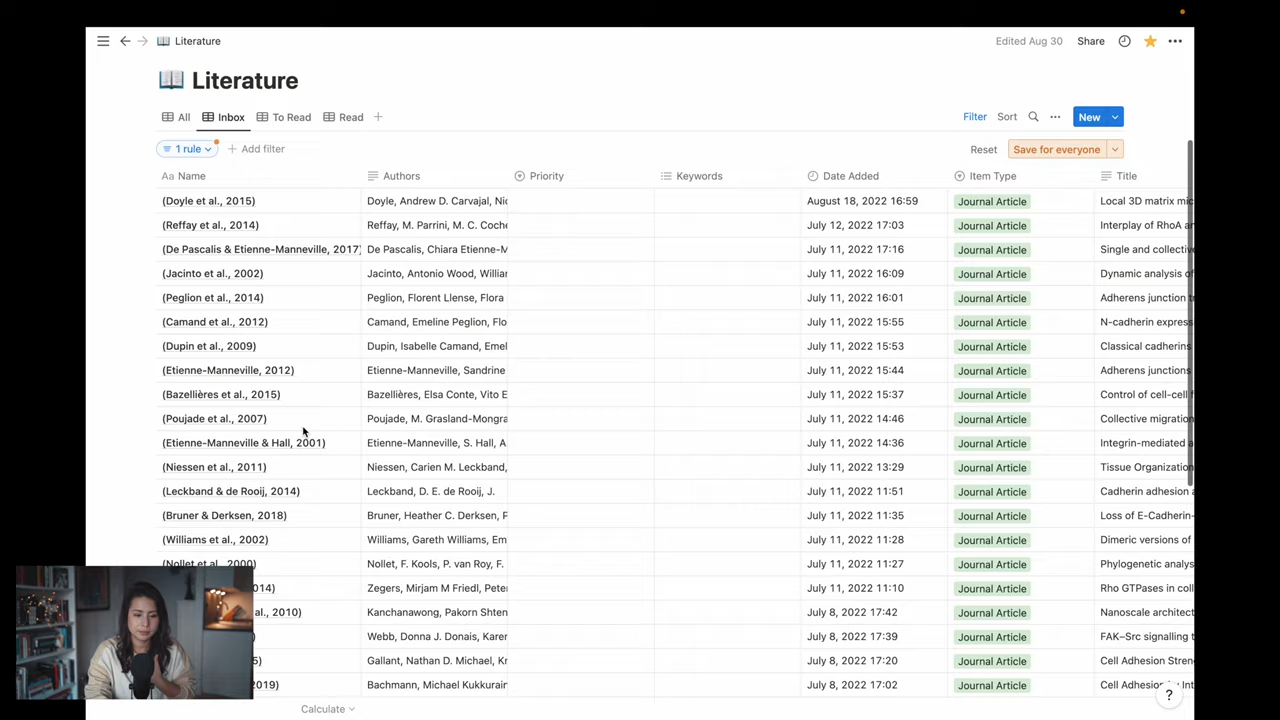 Literature Edited Aug 30 Share
Literature
All Inbox To Read Read Filter Sort New
1 rule Add filter Reset Save for everyone
Aa Name Authors Priority Keywords Date Added Item Type Title
(Doyle et al., 2015) Doyle, Andrew D. Carvajal, Nic August 18, 2022 16:59 Journal Article Local 3D matrix mic
(Reffay et al., 2014) Reffay, M. Parrini, M. C. Coche July 12, 2022 17:03 Journal Article Interplay of RhoA an
(De Pascalis & Etienne-Manneville, 2017) De Pascalis, Chiara Etienne-M July 11, 2022 17:16 Journal Article Single and collectiv
(Jacinto et al., 2002) Jacinto, Antonio Wood, Willian July 11, 2022 16:09 Journal Article Dynamic analysis o
(Peglion et al., 2014) Peglion, Florent Llense, Flora July 11, 2022 16:01 Journal Article Adherens junction t
(Camand et al., 2012) Camand, Emeline Peglion, Flo July 11, 2022 15:55 Journal Article N-cadherin express
(Dupin et al., 2009) Dupin, Isabelle Camand, Emel July 11, 2022 15:53 Journal Article Classical cadherins
(Etienne-Manneville, 2012) Etienne-Manneville, Sandrine July 11, 2022 15:44 Journal Article Adherens junctions
(Bazellières et al., 2015) Bazellières, Elsa Conte, Vito E July 11, 2022 15:37 Journal Article Control of cell-cell f
(Poujade et al., 2007) Poujade, M. Grasland-Mongra July 11, 2022 14:46 Journal Article Collective migration
(Etienne-Manneville & Hall, 2001) Etienne-Manneville, S. Hall, A July 11, 2022 14:36 Journal Article Integrin-mediated a
(Niessen et al., 2011) Niessen, Carien M. Leckband, July 11, 2022 13:29 Journal Article Tissue Organization
(Leckband & de Rooij, 2014) Leckband, D. E. de Rooij, J. July 11, 2022 11:51 Journal Article Cadherin adhesion a
(Bruner & Derksen, 2018) Bruner, Heather C. Derksen, P July 11, 2022 11:35 Journal Article Loss of E-Cadherin-
(Williams et al., 2002) Williams, Gareth Williams, Em July 11, 2022 11:28 Journal Article Dimeric versions of
(Nollet et al., 2000) Nollet, F. Kools, P. van Roy, F. July 11, 2022 11:27 Journal Article Phylogenetic analys
014) Zegers, Mirjam M Friedl, Peter July 11, 2022 11:10 Journal Article Rho GTPases in coll
al., 2010) Kanchanawong, Pakorn Shten July 8, 2022 17:42 Journal Article Nanoscale architect
) Webb, Donna J. Donais, Karen July 8, 2022 17:39 Journal Article FAK–Src signalling t
5) Gallant, Nathan D. Michael, Kr July 8, 2022 17:20 Journal Article Cell Adhesion Stren
2019) Bachmann, Michael Kukkurain July 8, 2022 17:02 Journal Article Cell Adhesion by Int
Calculate ?